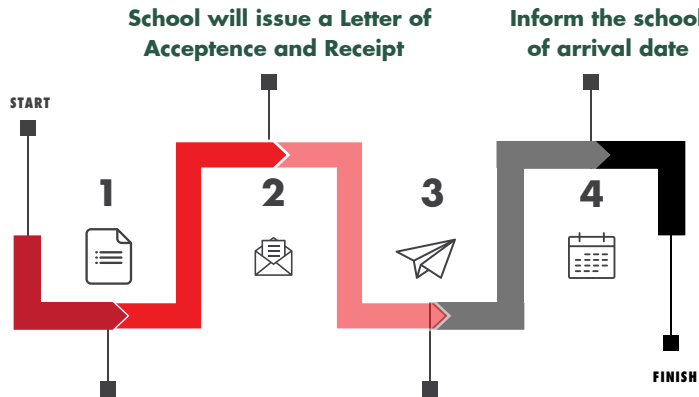 School will issue a Letter of
Acceptence and Receipt
Inform the school
of arrival date
START
1
2
3
4
FINISH